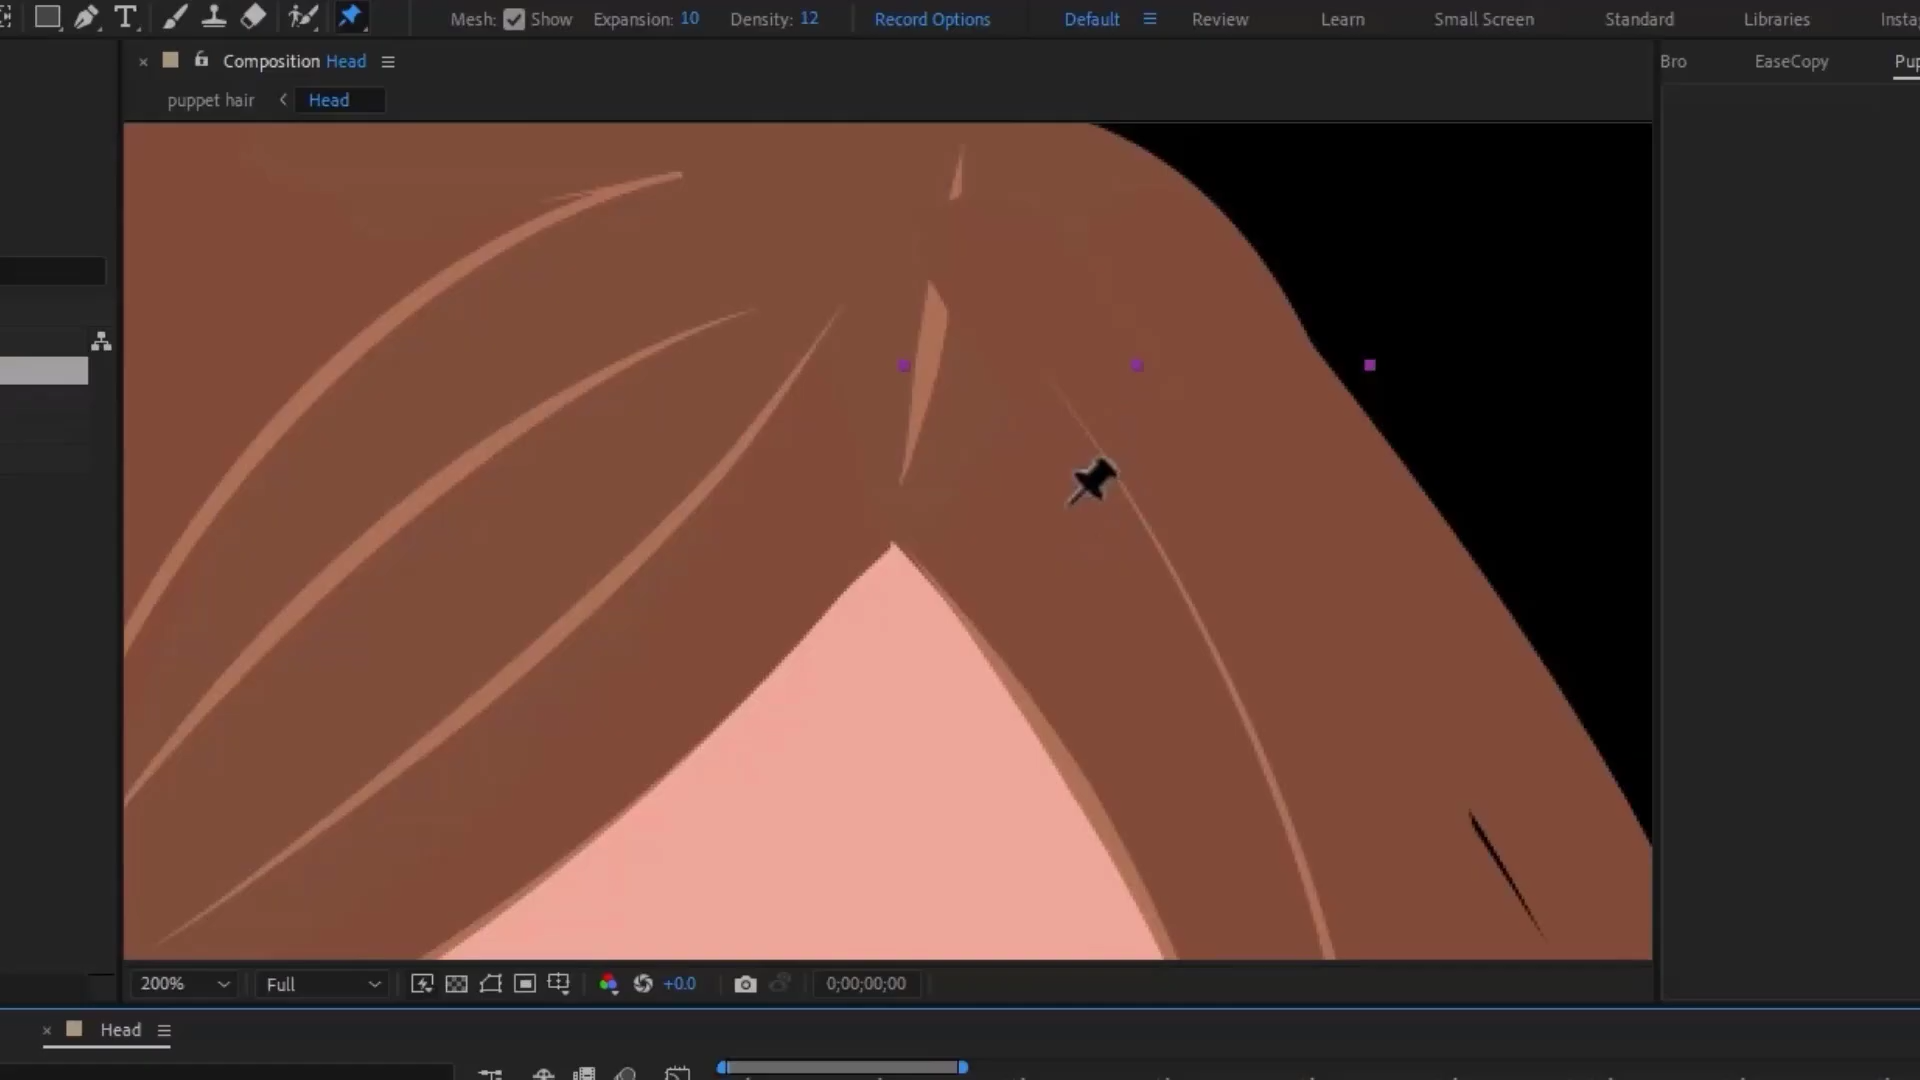 T
Mesh: Show Expansion: 10 Density: 12 Record Options Default Review Learn Small Screen Standard Libraries Insta
Composition Head
Bro EaseCopy Pup
puppet hair Head
200% Full +0.0 0;00;00;00
Head